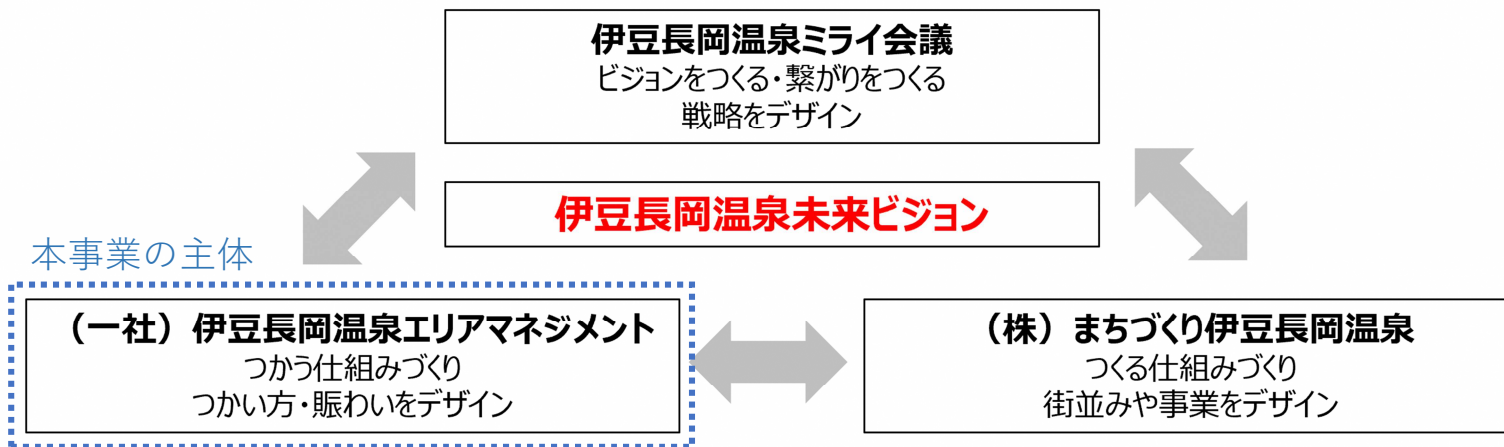 伊豆長岡温泉ミライ会議
ビジョンをつくる・繋がりをつくる
戦略をデザイン
伊豆長岡温泉未来ビジョン
本事業の主体
（一社）伊豆長岡温泉エリアマネジメント
つかう仕組みづくり
つかい方・賑わいをデザイン
（株）まちづくり伊豆長岡温泉
つくる仕組みづくり
街並みや事業をデザイン